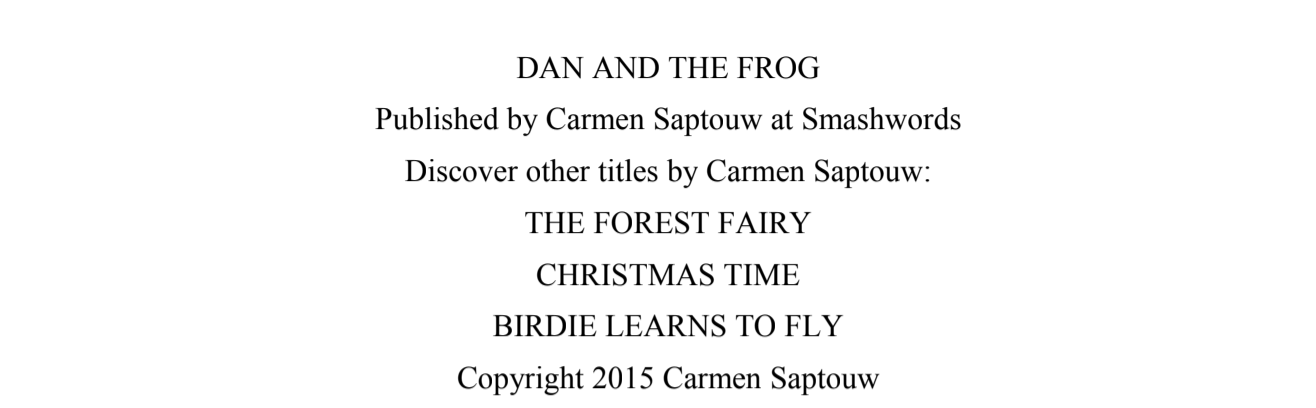 DAN AND THE FROG
Published by Carmen Saptouw at Smashwords
Discover other titles by Carmen Saptouw:
THE FOREST FAIRY
CHRISTMAS TIME
BIRDIE LEARNS TO FLY
Copyright 2015 Carmen Saptouw